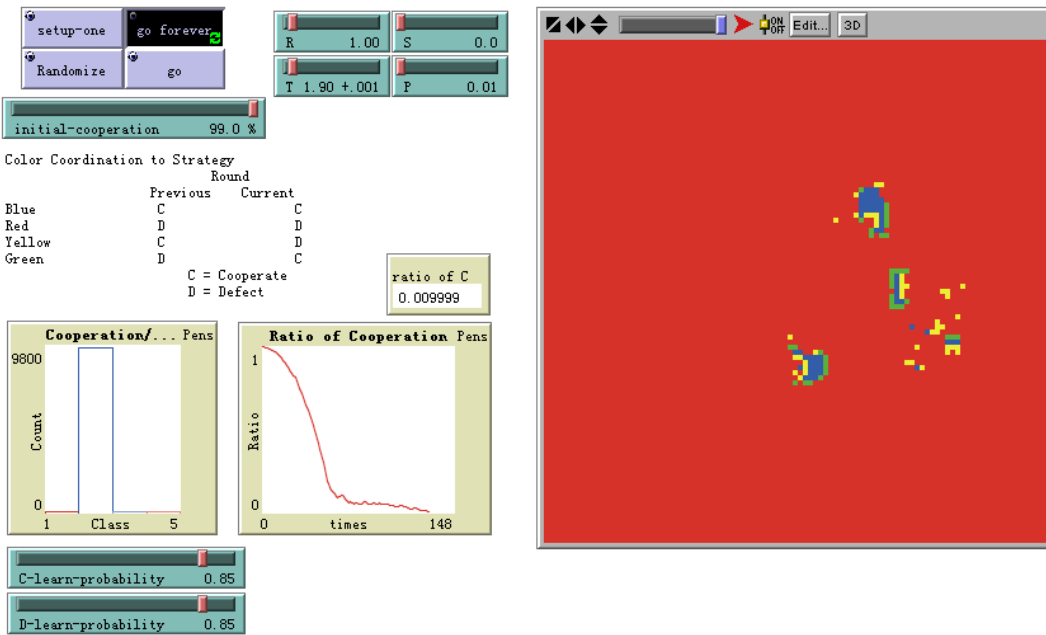 setup-one
go forever
Randomize
go
R 1.00
S 0.0
T 1.90 +.001
P 0.01
initial-cooperation 99.0 %
ON
OFF
Edit...
3D
Color Coordination to Strategy
Round
Previous Current
Blue C C
Red D D
Yellow C D
Green D C
C = Cooperate
D = Defect
ratio of C
0.009999
Cooperation/... Pens
9800
Count
0
1 Class 5
Ratio of Cooperation Pens
1
Ratio
0
0 times 148
C-learn-probability 0.85
D-learn-probability 0.85